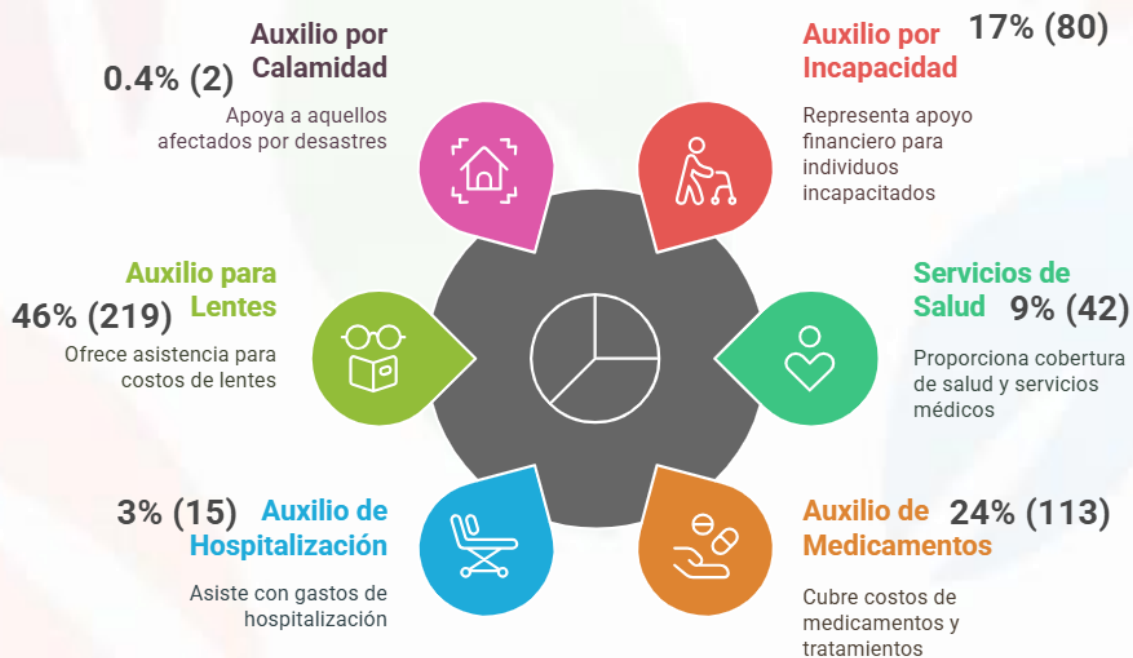 Auxilio por
Calamidad
0.4% (2)
Apoya a aquellos
afectados por desastres
Auxilio por
Incapacidad
17% (80)
Representa apoyo
financiero para
individuos
incapacitados
Auxilio para
Lentes
46% (219)
Ofrece asistencia para
costos de lentes
Servicios de
Salud
9% (42)
Proporciona cobertura
de salud y servicios
médicos
3% (15)
Auxilio de
Hospitalización
Asiste con gastos de
hospitalización
Auxilio de
Medicamentos
24% (113)
Cubre costos de
medicamentos y
tratamientos